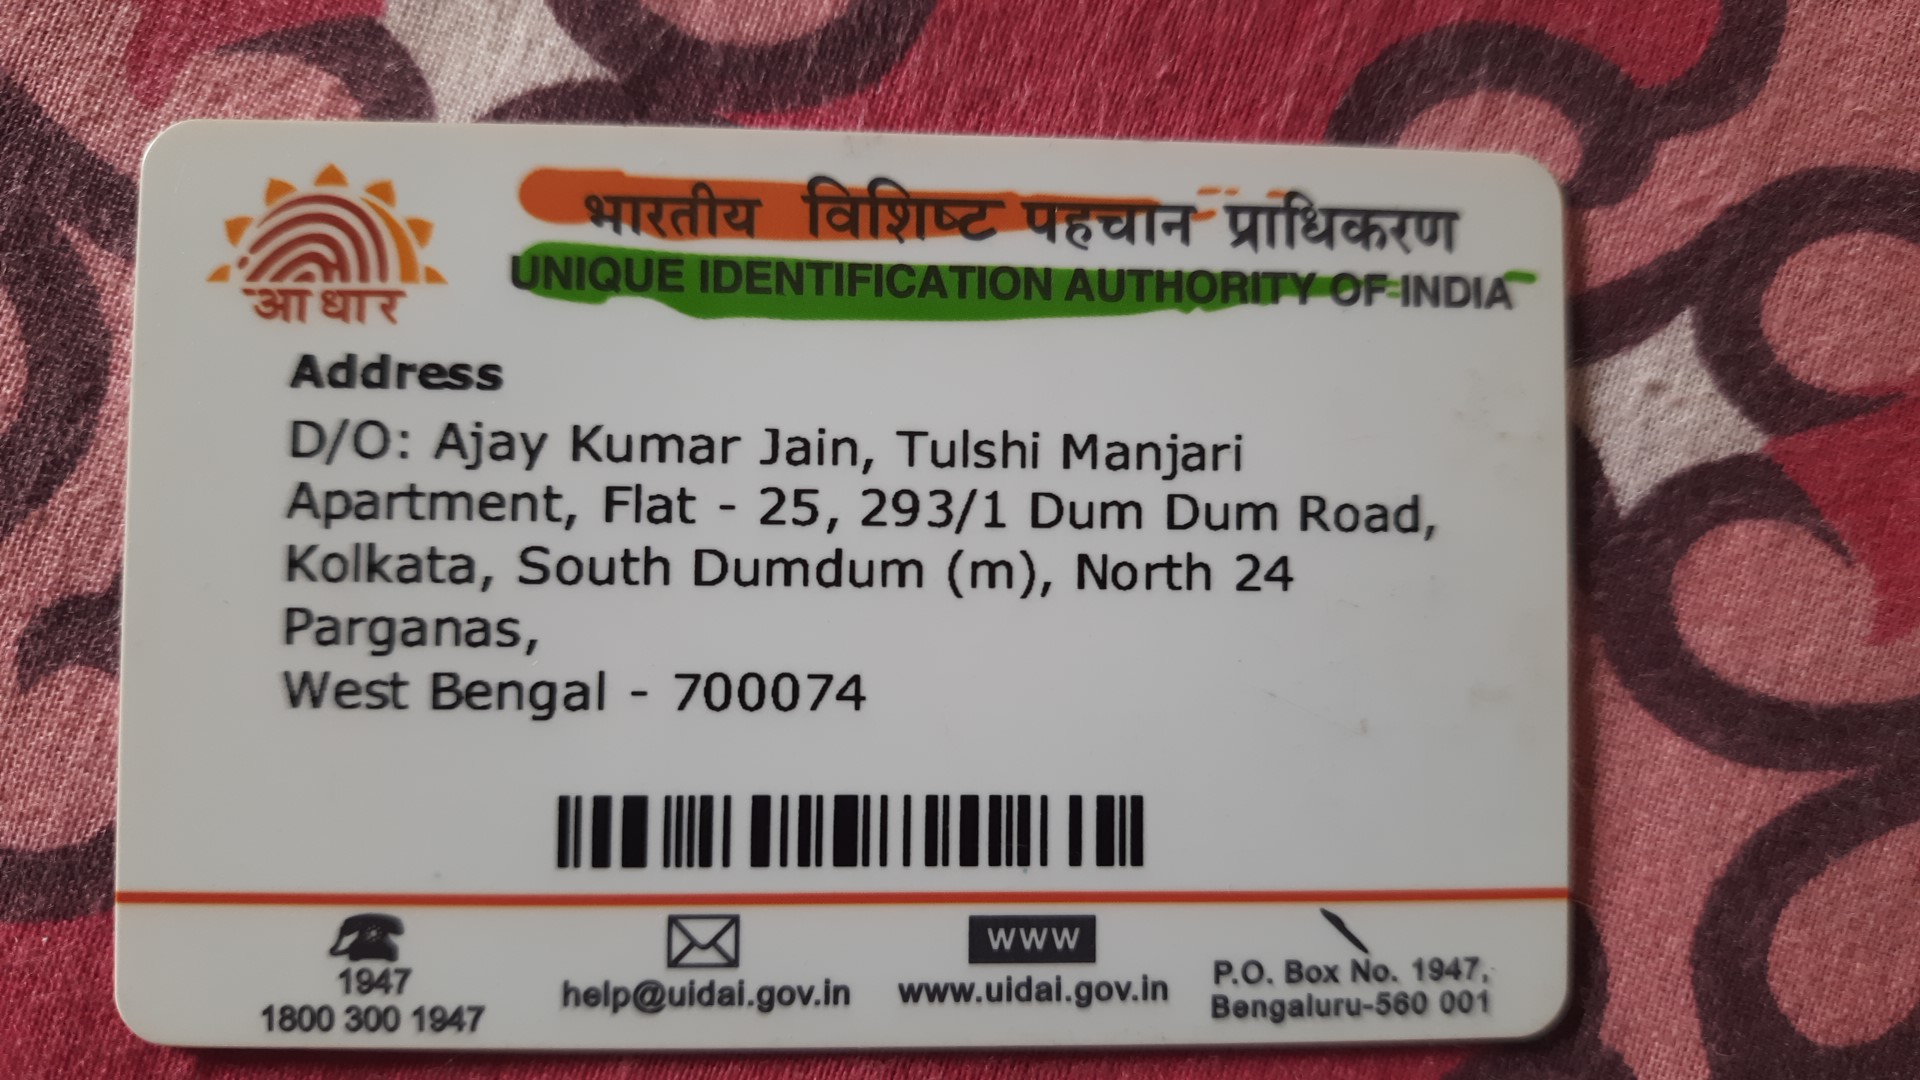 आधार
भारतीय विशिष्ट पहचान प्राधिकरण
UNIQUE IDENTIFICATION AUTHORITY OF INDIA
Address
D/O: Ajay Kumar Jain, Tulshi Manjari
Apartment, Flat - 25, 293/1 Dum Dum Road,
Kolkata, South Dumdum (m), North 24
Parganas,
West Bengal - 700074
1947
1800 300 1947
help@uidai.gov.in
WWW
www.uidai.gov.in
P.O. Box No. 1947,
Bengaluru-560 001